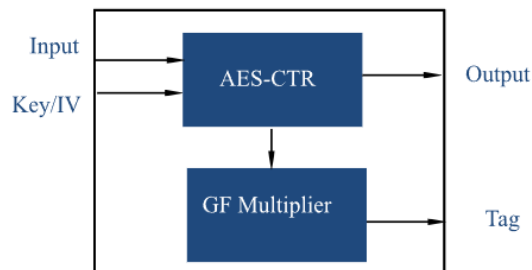 Input
AES-CTR
Output
Key/IV
GF Multiplier
Tag